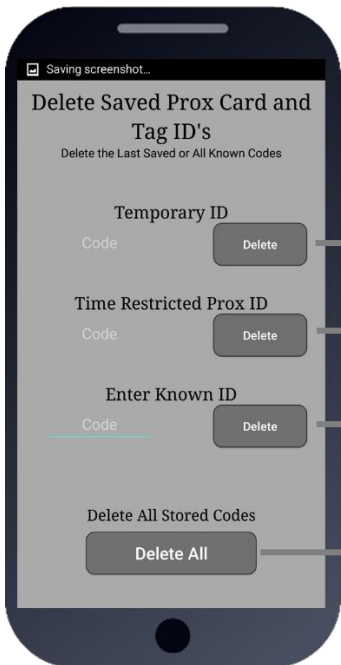 Saving screenshot...
Delete Saved Prox Card and
Tag ID's
Delete the Last Saved or All Known Codes
Temporary ID
Code Delete
Time Restricted Prox ID
Code Delete
Enter Known ID
Code Delete
Delete All Stored Codes
Delete All